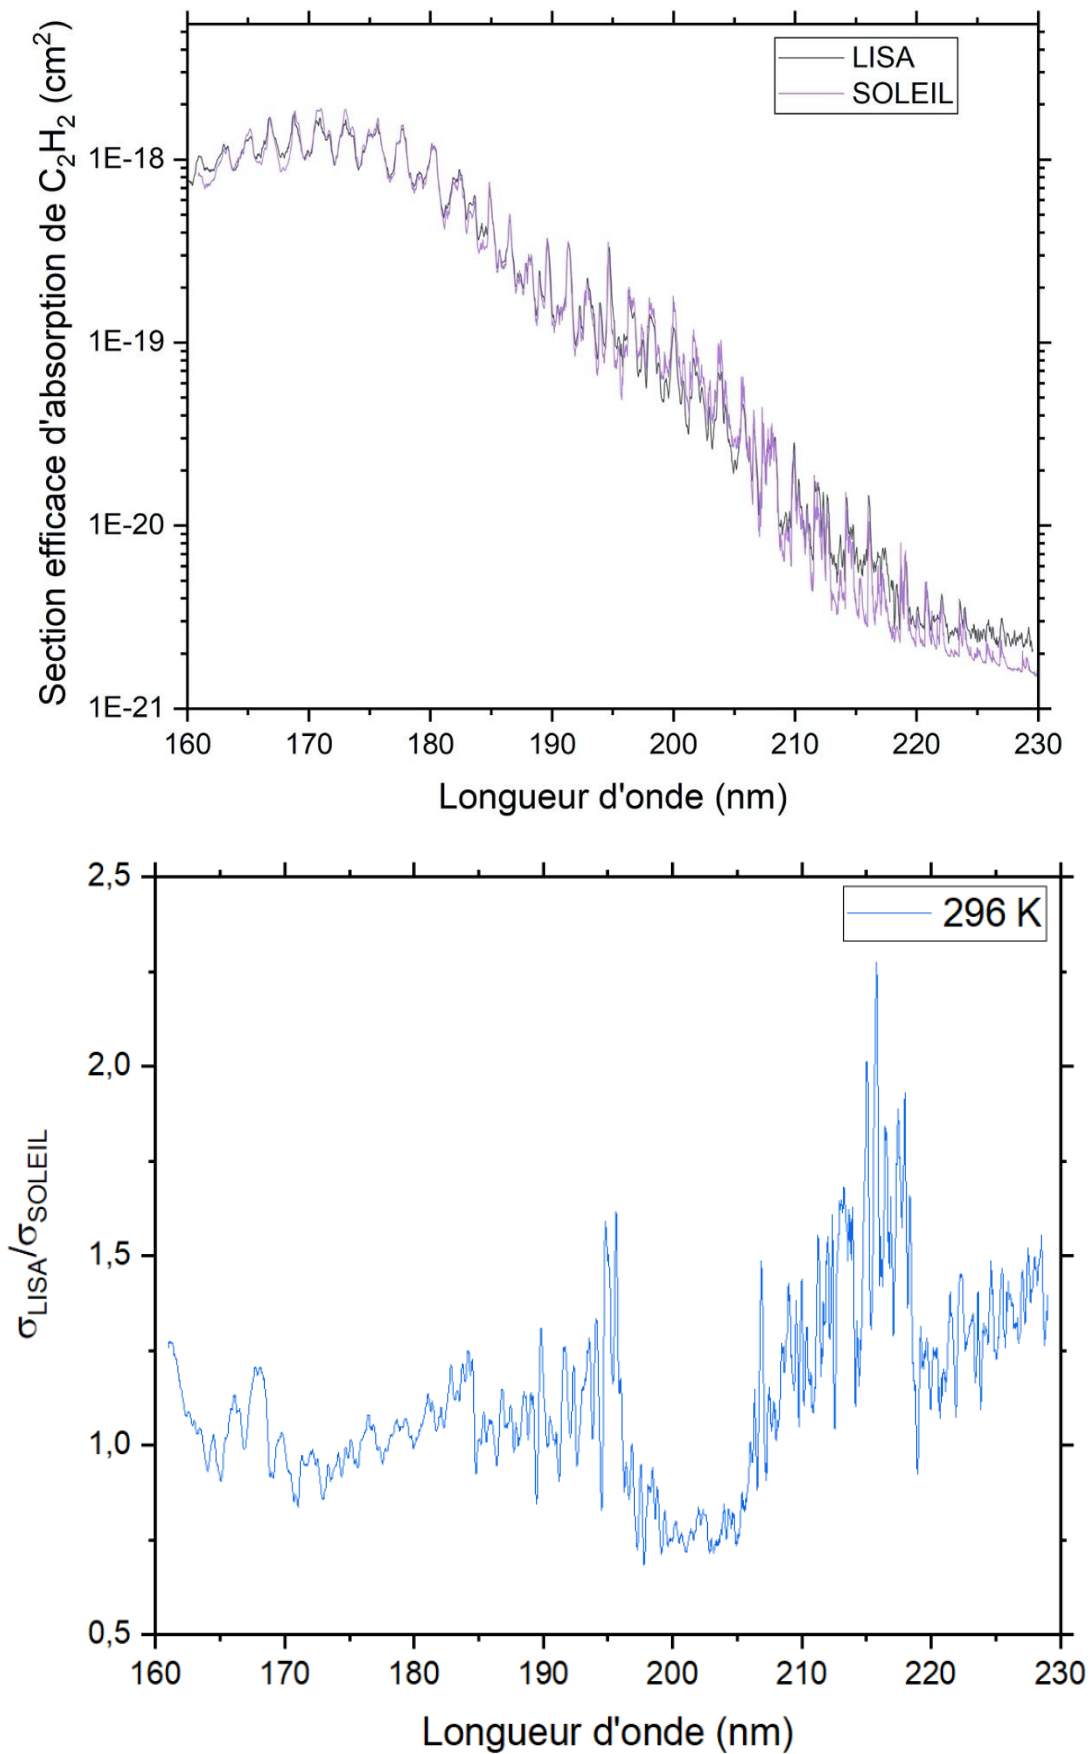 Section efficace d'absorption de C₂H₂ (cm²)
LISA
SOLEIL
1E-18
1E-19
1E-20
1E-21
160 170 180 190 200 210 220 230
Longueur d'onde (nm)
σLISA/σSOLEIL
296 K
2,5
2,0
1,5
1,0
0,5
160 170 180 190 200 210 220 230
Longueur d'onde (nm)